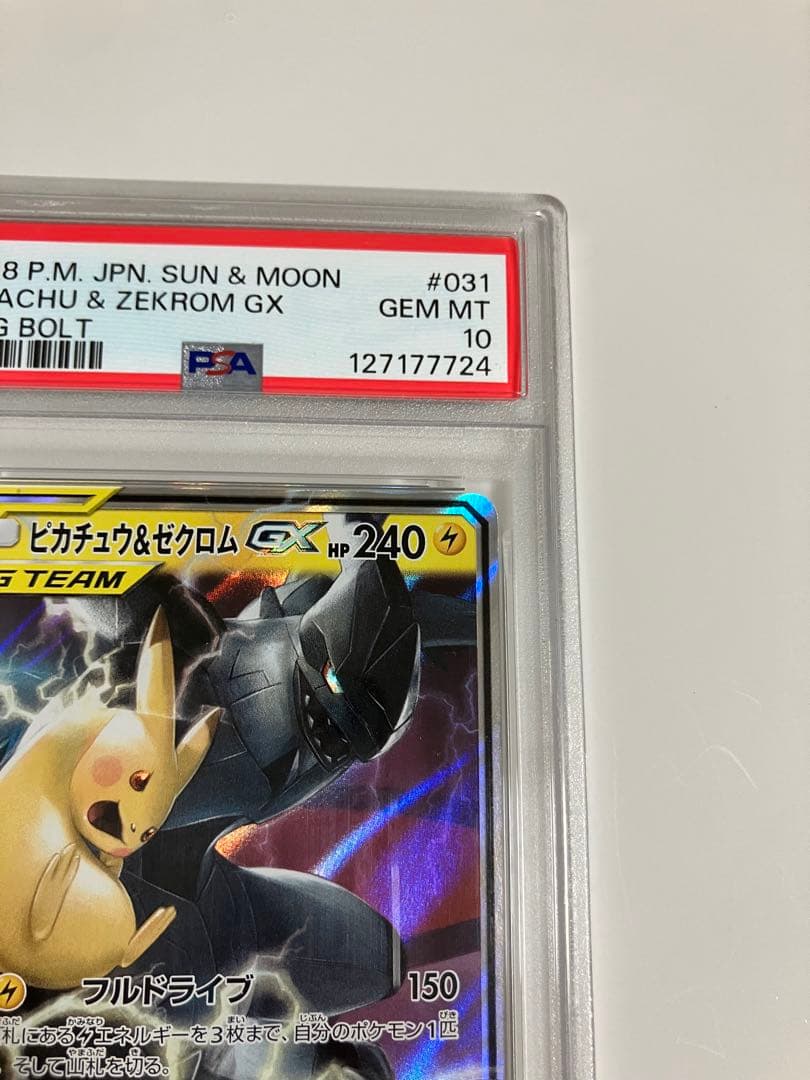 8 P.M. JPN. SUN & MOON #031
ACHU & ZEKROM GX GEM MT
G BOLT 10
PSA 127177724
ピカチュウ&ゼクロム GX HP 240
G TEAM
フルドライブ 150
札にあるエネルギーを3枚まで、自分のポケモン1匹
、そして山札を切る。